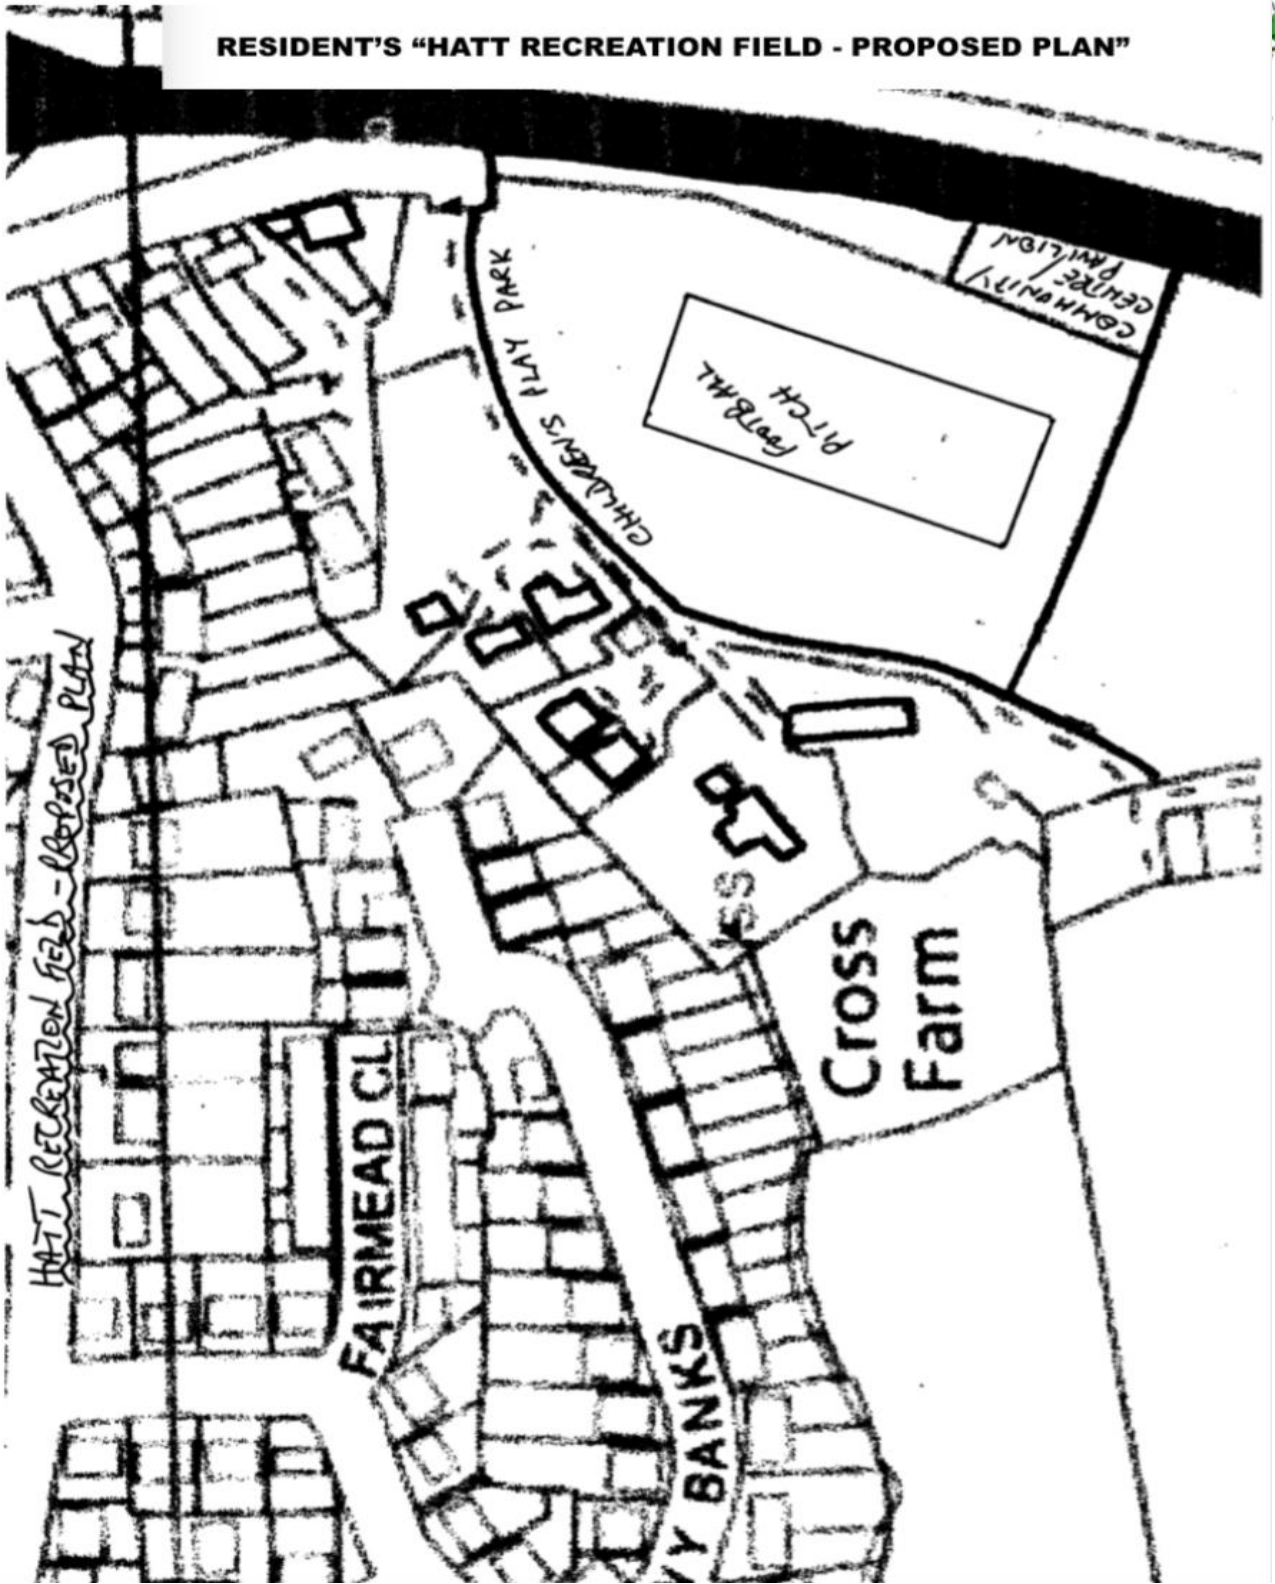 RESIDENT’S “HATT RECREATION FIELD - PROPOSED PLAN”
COMMUNITY
CENTRE /
PAVILION
CHILDREN'S PLAY PARK
FOOTBALL
PITCH
HATT RECREATION FIELD - PROPOSED PLAN
Cross
Farm
FAIRMEAD CL
Y BANKS